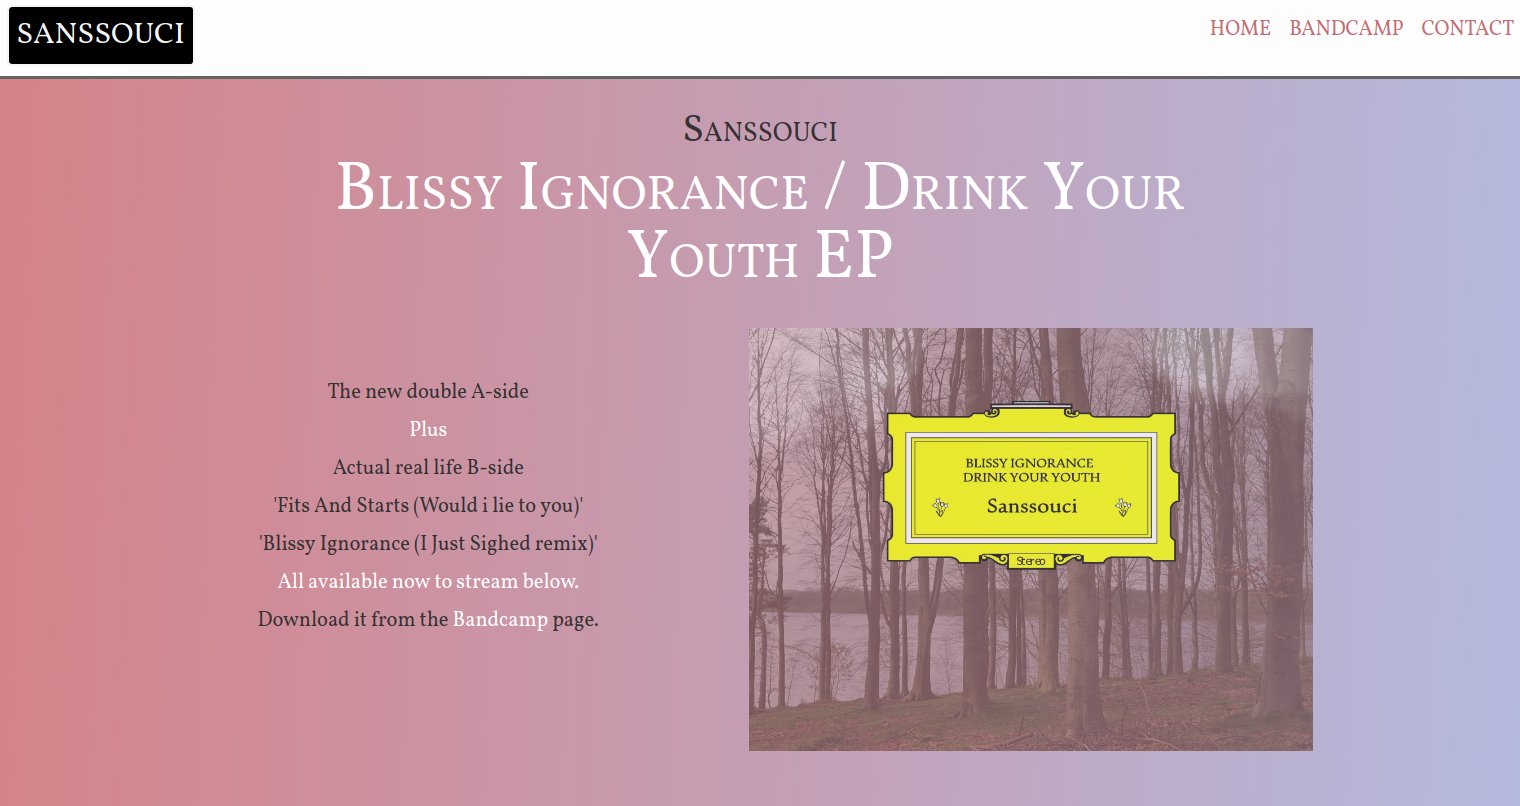 SANSSOUCI
HOME BANDCAMP CONTACT
Sanssouci
Blissy Ignorance / Drink Your
Youth EP
The new double A-side
Plus
Actual real life B-side
'Fits And Starts (Would i lie to you)'
'Blissy Ignorance (I Just Sighed remix)'
All available now to stream below.
Download it from the Bandcamp page.
BLISSY IGNORANCE
DRINK YOUR YOUTH
Sanssouci
Stereo